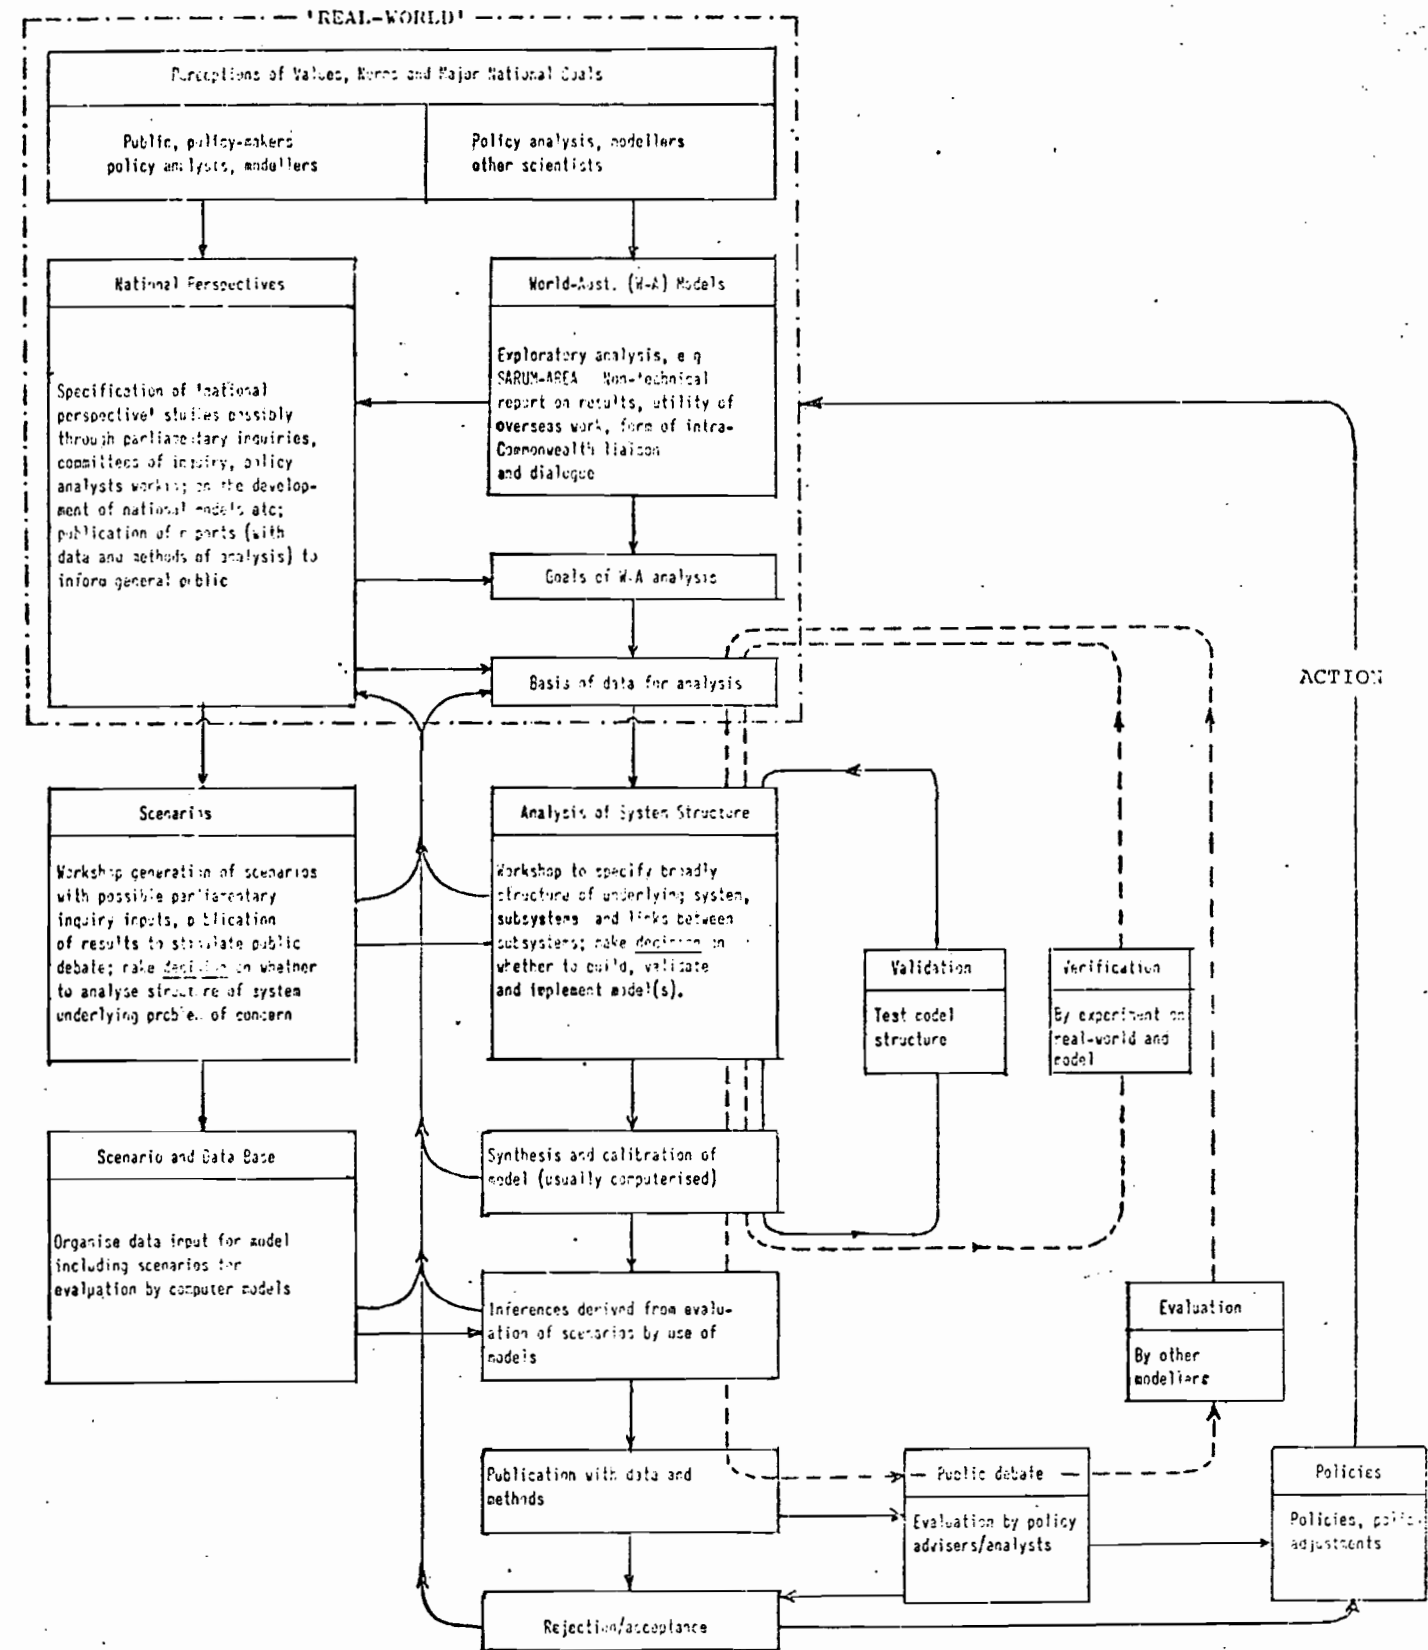 'REAL-WORLD'
Perceptions of Values, Norms and Major National Goals
Public, policy-makers
policy analysts, modellers
Policy analysis, modellers
other scientists
National Perspectives
Specification of 'national
perspective' studies possibly
through parliamentary inquiries,
committees of inquiry, policy
analysts working on the develop-
ment of national models etc;
publication of reports (with
data and methods of analysis) to
inform general public
World-Aust. (W-A) Models
Exploratory analysis, e g
SARUM-AREA Non-technical
report on results, utility of
overseas work, form of intra-
Commonwealth liaison
and dialogue
Goals of W-A analysis
Basis of data for analysis
ACTION
Scenarios
Workshop generation of scenarios
with possible parliamentary
inquiry inputs, publication
of results to stimulate public
debate; make decision on whether
to analyse structure of system
underlying problem of concern
Analysis of System Structure
Workshop to specify broadly
structure of underlying system,
subsystems and links between
subsystems; make decision on
whether to build, validate
and implement model(s).
Validation
Test model
structure
Verification
By experiment on
real-world and
model
Scenario and Data Base
Organise data input for model
including scenarios for
evaluation by computer models
Synthesis and calibration of
model (usually computerised)
Inferences derived from evalu-
ation of scenarios by use of
models
Evaluation
By other
modellers
Publication with data and
methods
Public debate
Evaluation by policy
advisers/analysts
Policies
Policies, policy
adjustments
Rejection/acceptance